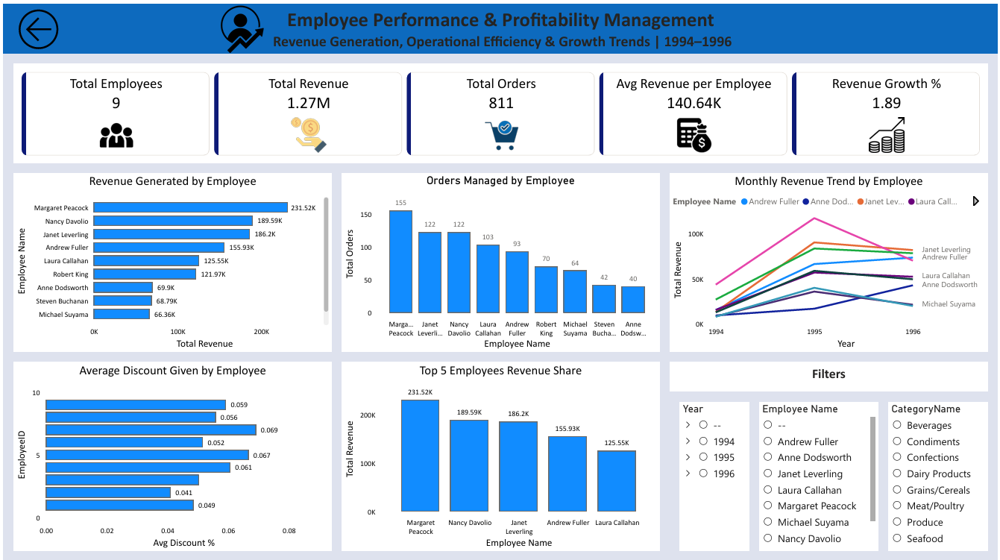 Employee Performance & Profitability Management
Revenue Generation, Operational Efficiency & Growth Trends | 1994–1996
Total Employees
9
Total Revenue
1.27M
Total Orders
811
Avg Revenue per Employee
140.64K
Revenue Growth %
1.89
Revenue Generated by Employee
Employee Name
Margaret Peacock 231.52K
Nancy Davolio 189.59K
Janet Leverling 186.2K
Andrew Fuller 155.93K
Laura Callahan 125.55K
Robert King 121.97K
Anne Dodsworth 69.9K
Steven Buchanan 68.79K
Michael Suyama 66.36K
0K 100K 200K
Total Revenue
Orders Managed by Employee
Total Orders
150
100
50
0
155 122 122 103 93 70 64 42 40
Marga... Janet Nancy Laura Andrew Robert Michael Steven Anne
Peacock Leverli... Davolio Callahan Fuller King Suyama Bucha... Dodsw...
Employee Name
Monthly Revenue Trend by Employee
Employee Name Andrew Fuller Anne Dod... Janet Lev... Laura Call...
Total Revenue
100K
50K
0K
Janet Leverling
Andrew Fuller
Laura Callahan
Anne Dodsworth
Michael Suyama
1994 1995 1996
Year
Average Discount Given by Employee
EmployeeID
10
5
0
0.059
0.056
0.069
0.052
0.067
0.061
0.041
0.049
0.00 0.02 0.04 0.06 0.08
Avg Discount %
Top 5 Employees Revenue Share
Total Revenue
200K
100K
0K
231.52K 189.59K 186.2K 155.93K 125.55K
Margaret Nancy Davolio Janet Andrew Fuller Laura Callahan
Peacock Leverling
Employee Name
Filters
Year
--
1994
1995
1996
Employee Name
--
Andrew Fuller
Anne Dodsworth
Janet Leverling
Laura Callahan
Margaret Peacock
Michael Suyama
Nancy Davolio
CategoryName
Beverages
Condiments
Confections
Dairy Products
Grains/Cereals
Meat/Poultry
Produce
Seafood